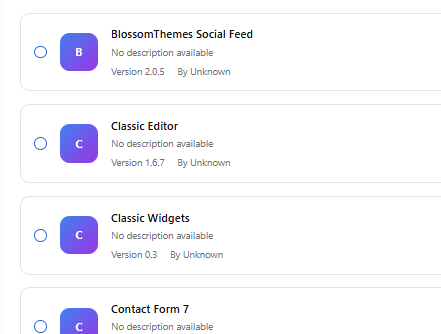 BlossomThemes Social Feed
B
No description available
Version 2.0.5 By Unknown
Classic Editor
C
No description available
Version 1.6.7 By Unknown
Classic Widgets
C
No description available
Version 0.3 By Unknown
Contact Form 7
C
No description available